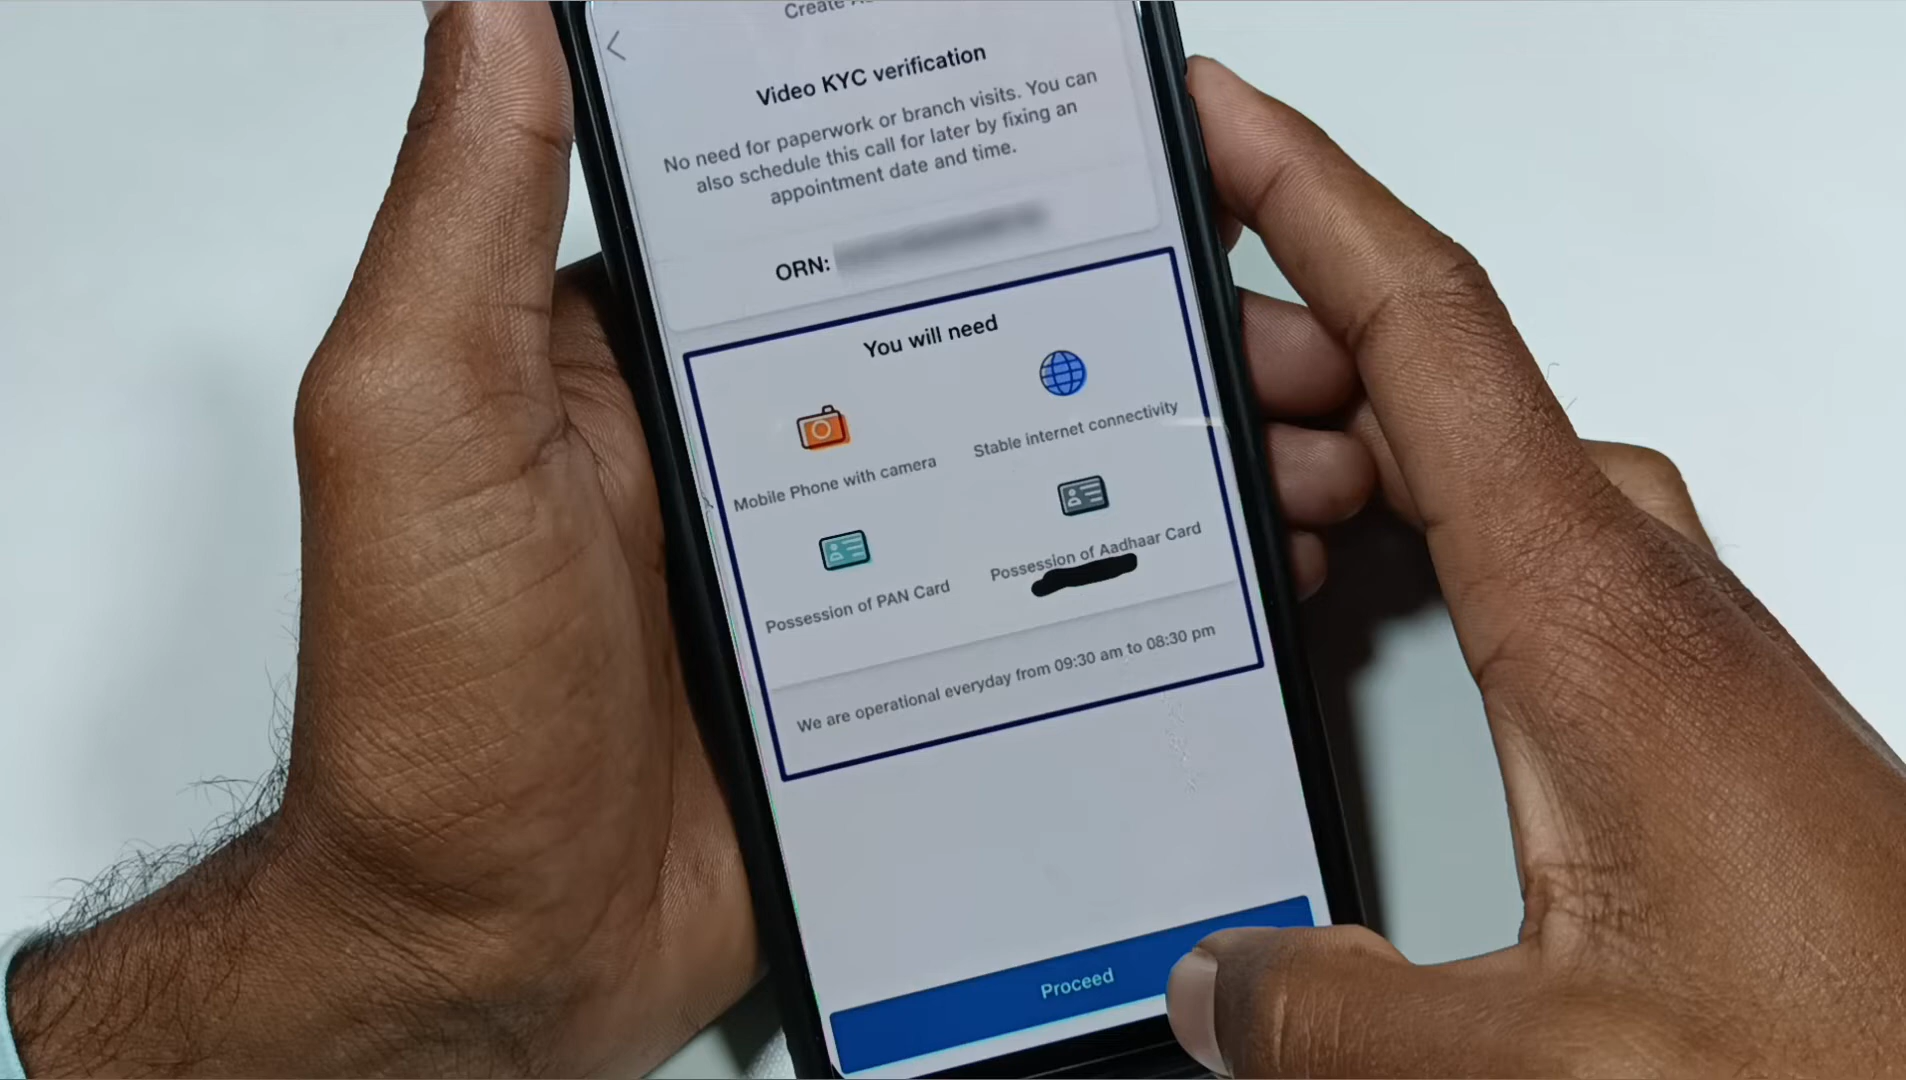 Create
Video KYC verification
No need for paperwork or branch visits. You can
also schedule this call for later by fixing an
appointment date and time.
ORN:
You will need
Mobile Phone with camera
Stable internet connectivity
Possession of PAN Card
Possession of Aadhaar Card
We are operational everyday from 09:30 am to 08:30 pm
Proceed